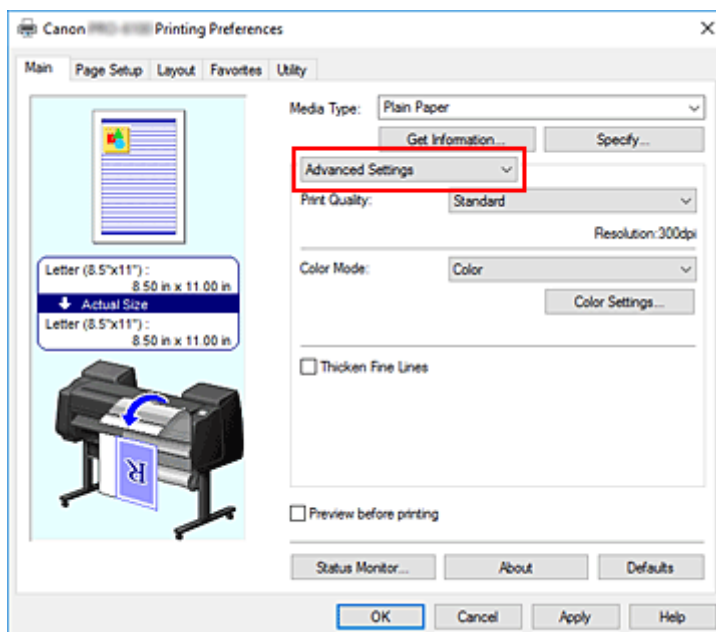 Canon Printing Preferences
Main Page Setup Layout Favorites Utility
Media Type: Plain Paper
Get Information... Specify...
Advanced Settings
Print Quality: Standard
Resolution:300dpi
Letter (8.5"x11") :
8.50 in x 11.00 in
Actual Size
Letter (8.5"x11") :
8.50 in x 11.00 in
Color Mode: Color
Color Settings...
Thicken Fine Lines
R
Preview before printing
Status Monitor... About Defaults
OK Cancel Apply Help